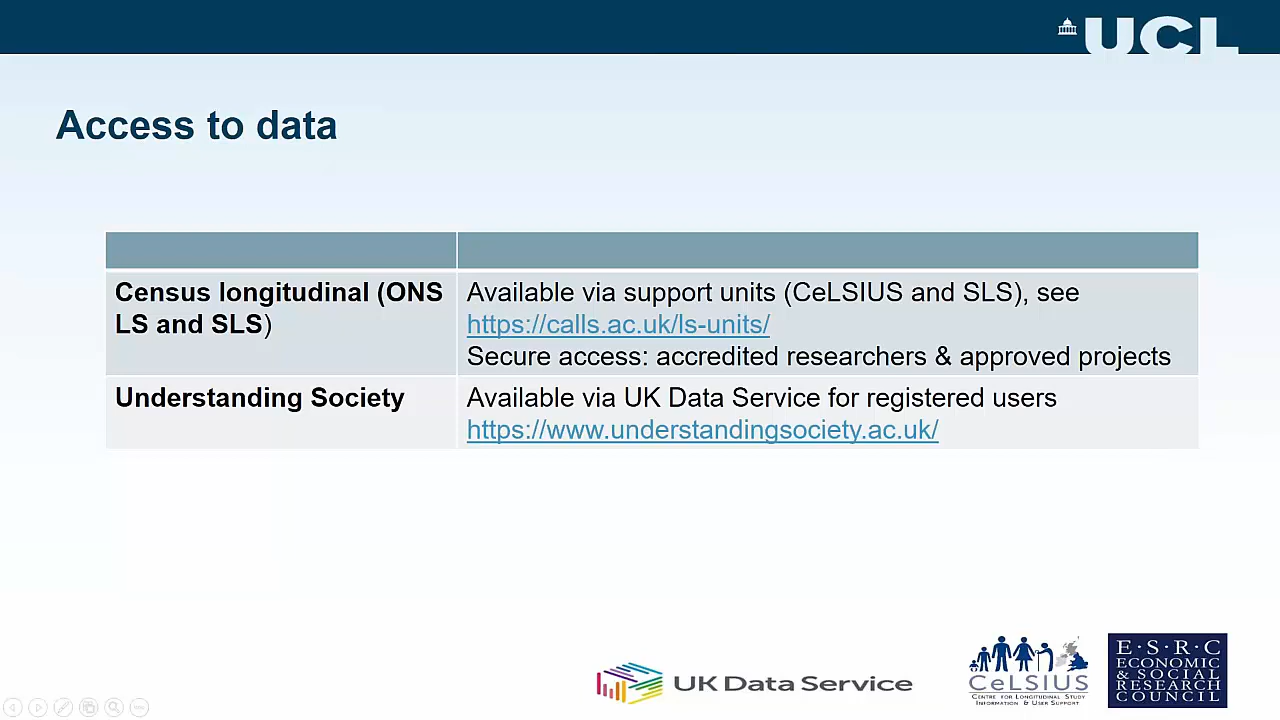 UCL
Access to data
Census longitudinal (ONS
LS and SLS)
Available via support units (CeLSIUS and SLS), see
https://calls.ac.uk/ls-units/
Secure access: accredited researchers & approved projects
Understanding Society
Available via UK Data Service for registered users
https://www.understandingsociety.ac.uk/
UK Data Service
CeLSIUS
Centre for Longitudinal Study
Information & User Support
E·S·R·C
ECONOMIC
& SOCIAL
RESEARCH
COUNCIL